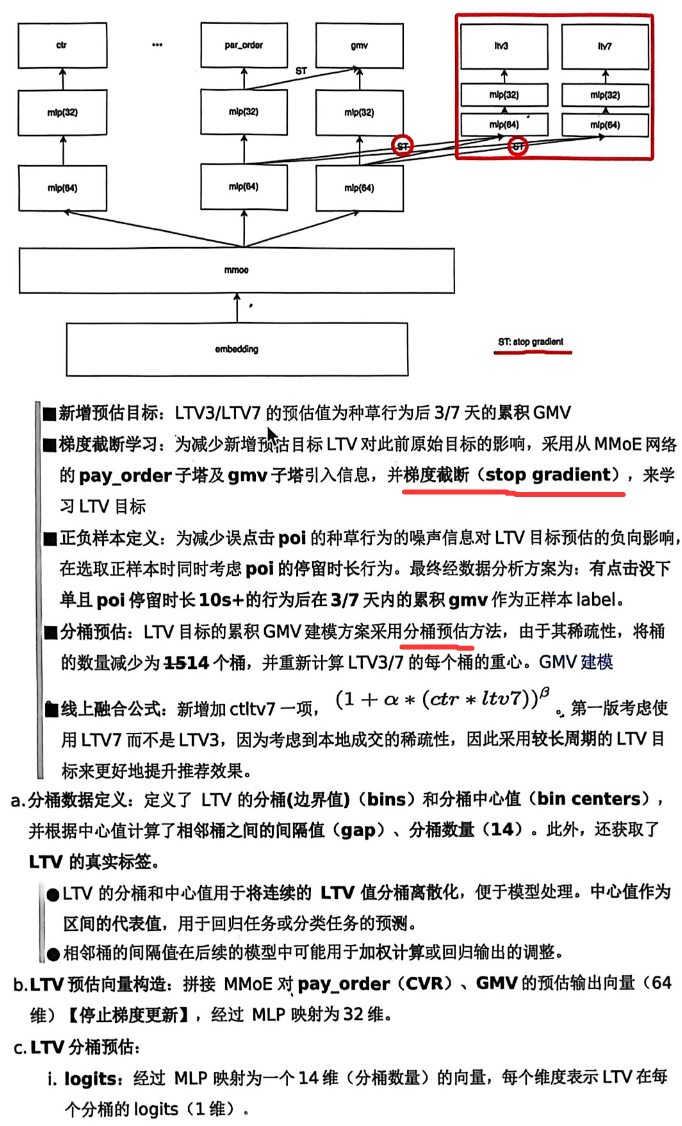 ctr
...
par_order
gmv
ltv3
ltv7
ST
mlp(32)
mlp(32)
mlp(32)
mlp(32)
mlp(32)
mlp(64)
mlp(64)
ST
ST
mlp(64)
mlp(64)
mlp(64)
mmoe
embedding
ST: stop gradient
■新增预估目标：LTV3/LTV7 的预估值为种草行为后 3/7 天的累积 GMV
■梯度截断学习：为减少新增预估目标 LTV 对此前原始目标的影响，采用从 MMoE 网络
的 pay_order 子塔及 gmv 子塔引入信息，并梯度截断（stop gradient），来学
习 LTV 目标
■正负样本定义：为减少误点击 poi 的种草行为的噪声信息对 LTV 目标预估的负向影响，
在选取正样本时同时考虑 poi 的停留时长行为。最终经数据分析方案为：有点击没下
单且 poi 停留时长 10s+的行为后在 3/7 天内的累积 gmv 作为正样本 label。
■分桶预估：LTV 目标的累积 GMV 建模方案采用分桶预估方法，由于其稀疏性，将桶
的数量减少为 1514 个桶，并重新计算 LTV3/7 的每个桶的重心。GMV 建模
■线上融合公式：新增加 ctltv7 一项，(1 + α * (ctr * ltv7))^β 。第一版考虑使
用 LTV7 而不是 LTV3，因为考虑到本地成交的稀疏性，因此采用较长周期的 LTV 目
标来更好地提升推荐效果。
a.分桶数据定义：定义了 LTV 的分桶(边界值)（bins）和分桶中心值（bin centers），
并根据中心值计算了相邻桶之间的间隔值（gap）、分桶数量（14）。此外，还获取了
LTV 的真实标签。
●LTV 的分桶和中心值用于将连续的 LTV 值分桶离散化，便于模型处理。中心值作为
区间的代表值，用于回归任务或分类任务的预测。
●相邻桶的间隔值在后续的模型中可能用于加权计算或回归输出的调整。
b.LTV 预估向量构造：拼接 MMoE 对 pay_order（CVR）、GMV 的预估输出向量（64
维）【停止梯度更新】，经过 MLP 映射为 32 维。
c.LTV 分桶预估：
i. logits：经过 MLP 映射为一个 14 维（分桶数量）的向量，每个维度表示 LTV 在每
个分桶的 logits（1 维）。